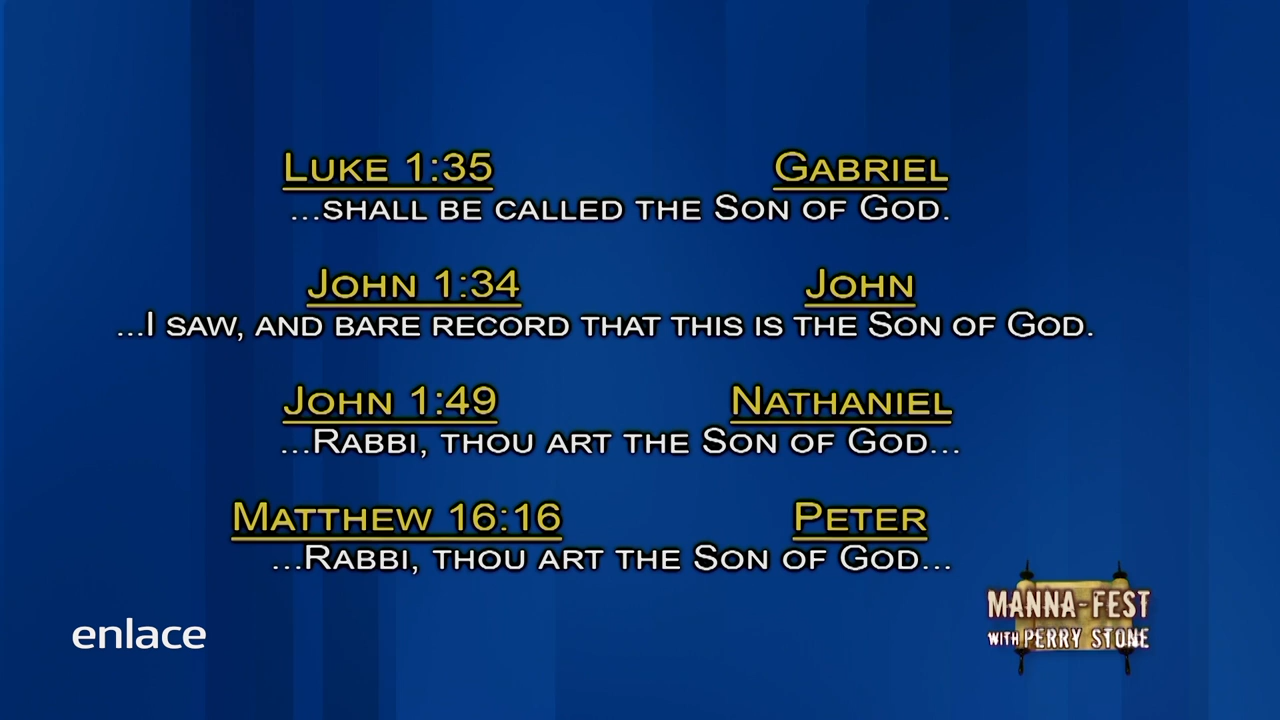 Luke 1:35 Gabriel
...shall be called the Son of God.
John 1:34 John
...I saw, and bare record that this is the Son of God.
John 1:49 Nathaniel
...Rabbi, thou art the Son of God...
Matthew 16:16 Peter
...Rabbi, thou art the Son of God...
enlace
MANNA-FEST
WITH PERRY STONE